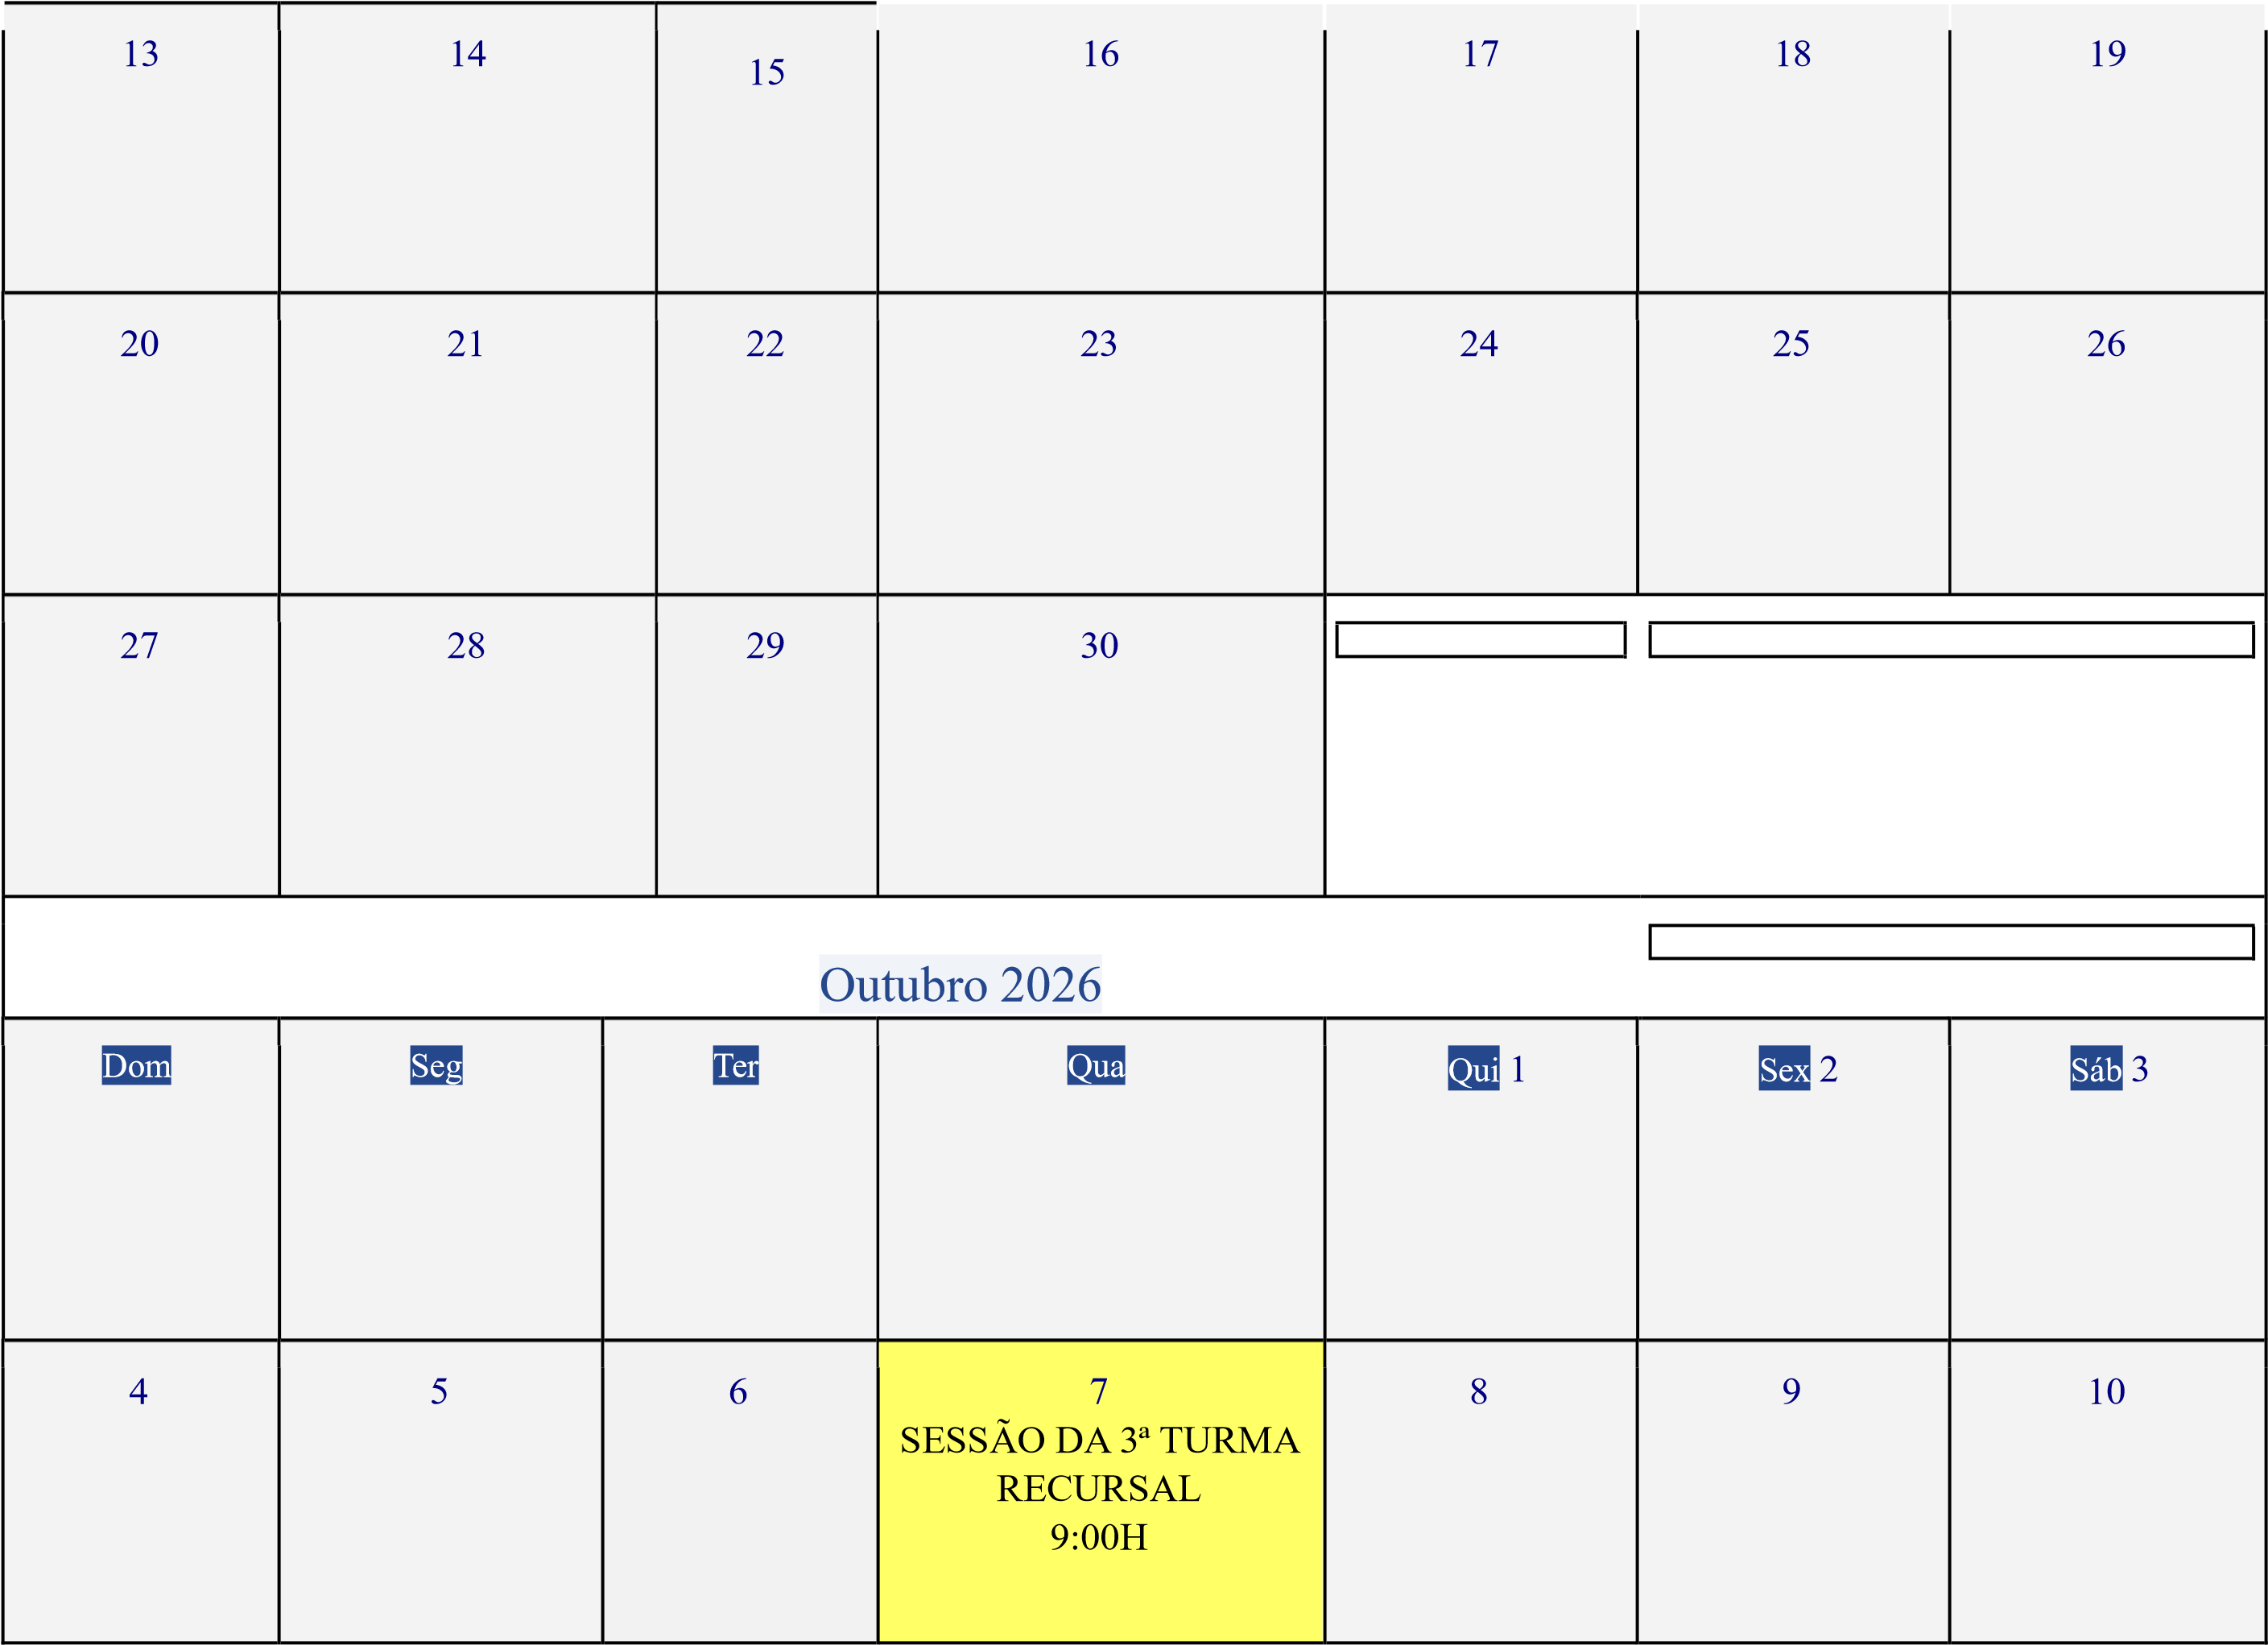 13 14 15 16 17 18 19
20 21 22 23 24 25 26
27 28 29 30
Outubro 2026
Dom Seg Ter Qua Qui 1 Sex 2 Sáb 3
4 5 6 7 8 9 10
SESSÃO DA 3ª TURMA
RECURSAL
9:00H